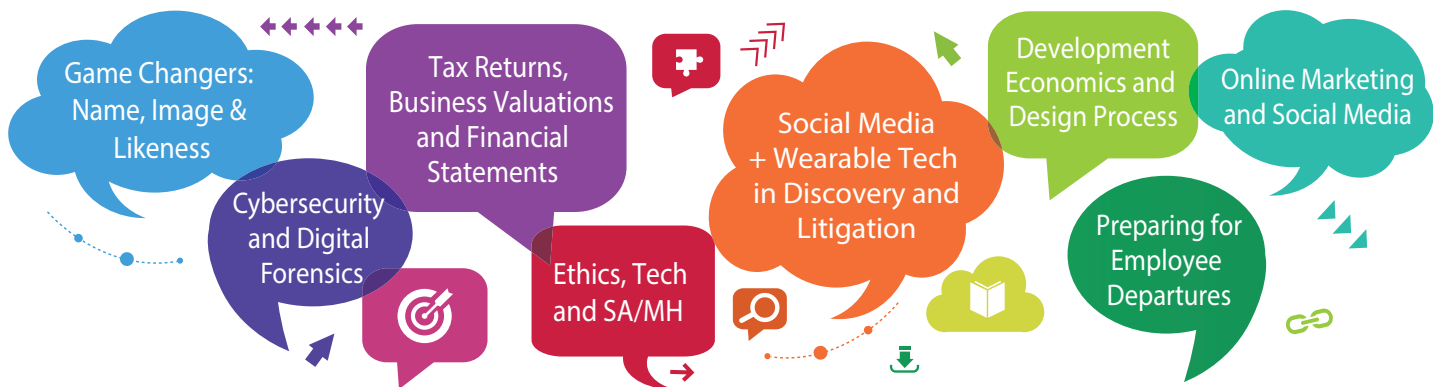 Game Changers:
Name, Image &
Likeness
Cybersecurity
and Digital
Forensics
Tax Returns,
Business Valuations
and Financial
Statements
Ethics, Tech
and SA/MH
Social Media
+ Wearable Tech
in Discovery and
Litigation
Development
Economics and
Design Process
Online Marketing
and Social Media
Preparing for
Employee
Departures